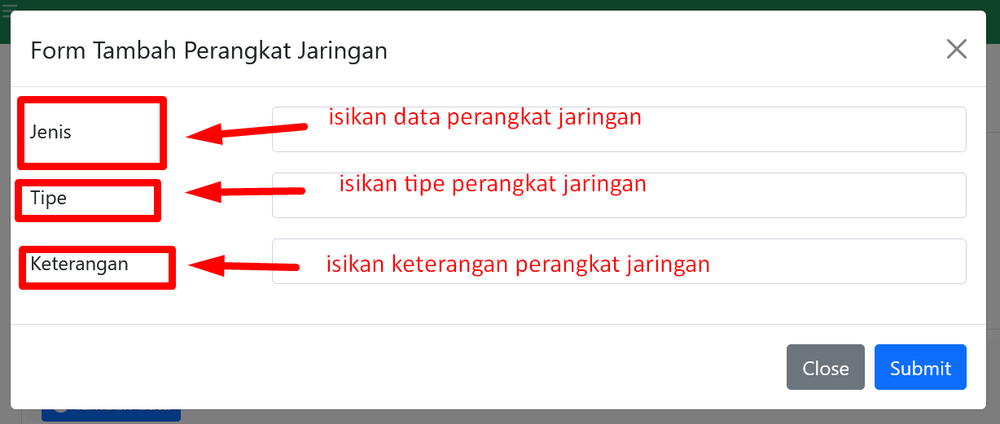 Form Tambah Perangkat Jaringan
Jenis
isikan data perangkat jaringan
Tipe
isikan tipe perangkat jaringan
Keterangan
isikan keterangan perangkat jaringan
Close
Submit